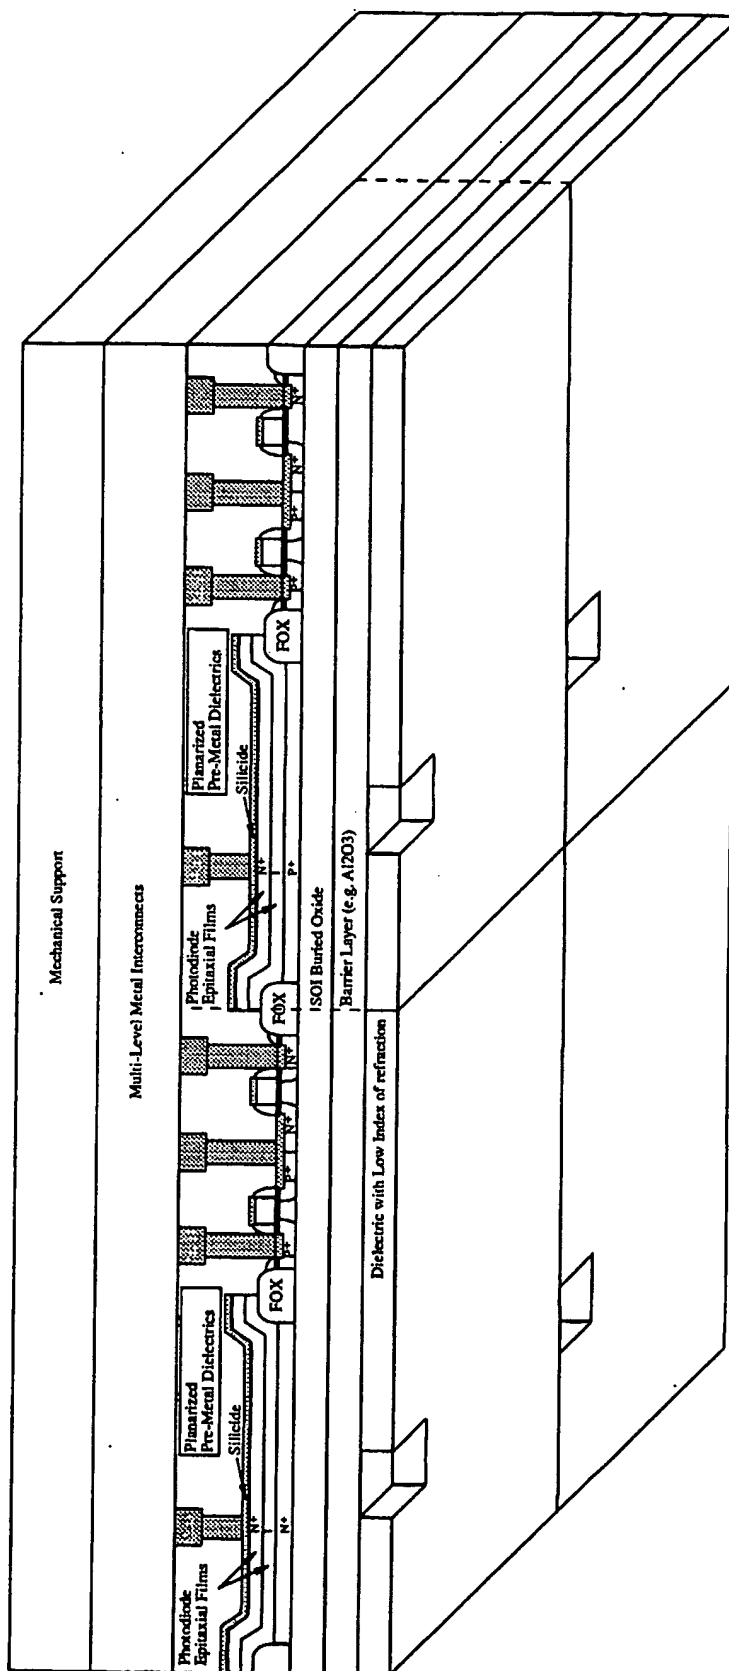 Mechanical Support
Multi-Level Metal Interconnects
Photodiode
Epitaxial Films
Planarized
Pre-Metal Dielectrics
Silicide
N+
I
N+
FOX
P+
P+
N+
N+
FOX
Photodiode
Epitaxial Films
Planarized
Pre-Metal Dielectrics
Silicide
N+
I
P+
FOX
P+
P+
N+
N+
SOI Buried Oxide
Barrier Layer (e.g. Al2O3)
Dielectric with Low Index of refraction